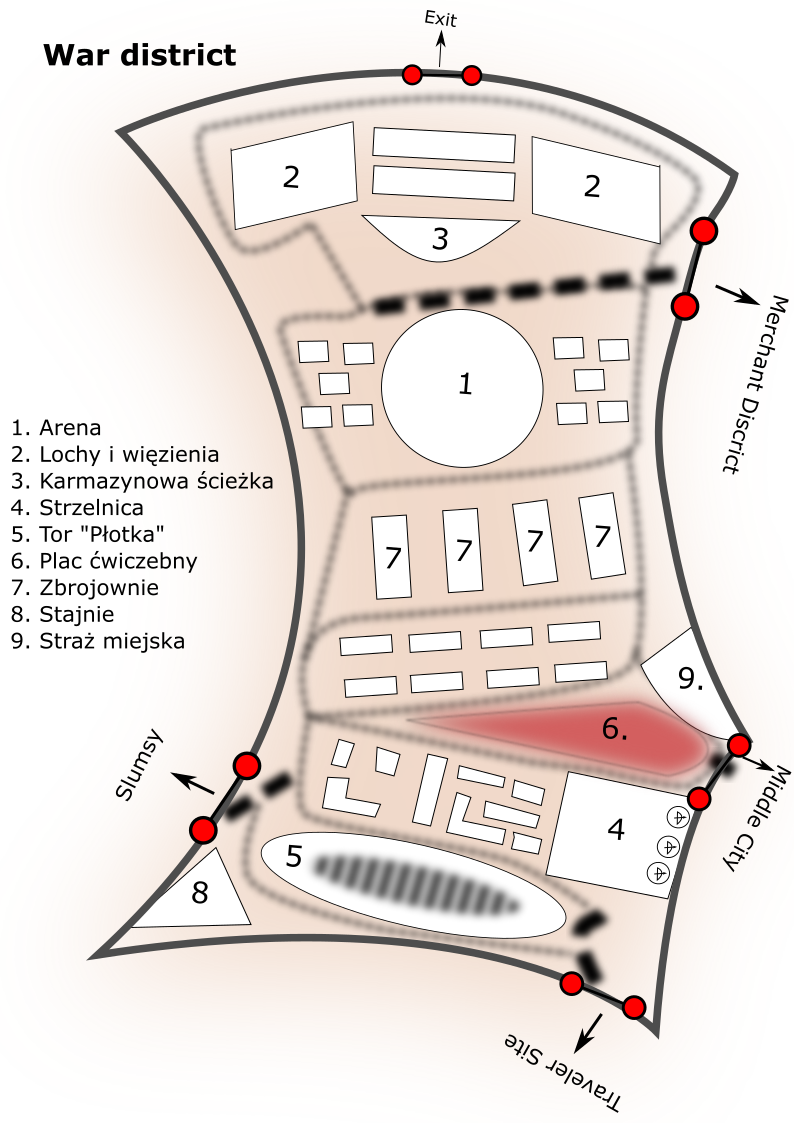 Exit
War district
2
2
3
Merchant Discrict
1
1. Arena
2. Lochy i więzienia
3. Karmazynowa ścieżka
4. Strzelnica
5. Tor "Płotka"
6. Plac ćwiczebny
7. Zbrojownie
8. Stajnie
9. Straż miejska
7
7
7
7
9.
6.
Slumsy
Middle City
4
5
8
Traveler Site